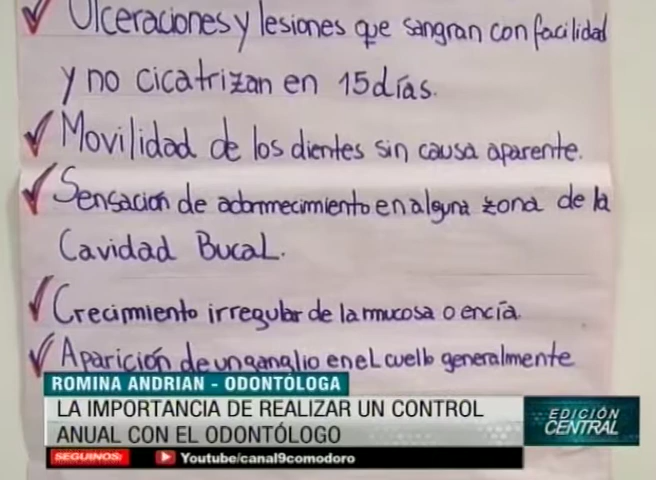 Ulceraciones y lesiones que sangran con facilidad
y no cicatrizan en 15 días.
Movilidad de los dientes sin causa aparente.
Sensación de adormecimiento en alguna zona de la
Cavidad Bucal.
Crecimiento irregular de la mucosa o encía.
Aparición de un ganglio en el cuello generalmente
ROMINA ANDRIAN - ODONTÓLOGA
LA IMPORTANCIA DE REALIZAR UN CONTROL
ANUAL CON EL ODONTÓLOGO
EDICIÓN
CENTRAL
SEGUINOS: Youtube/canal9comodoro